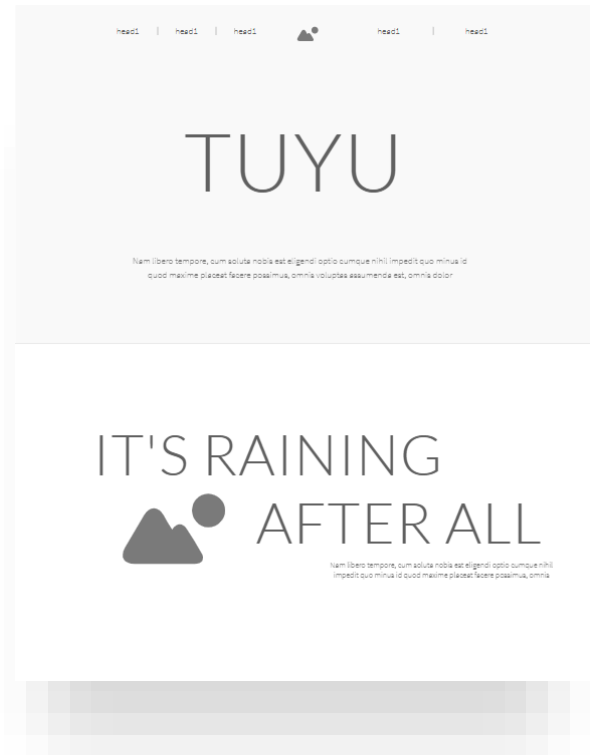 head1 | head1 | head1 head1 | head1
TUYU
Nam libero tempore, cum soluta nobis est eligendi optio cumque nihil impedit quo minus id
quod maxime placeat facere possimus, omnis voluptas assumenda est, omnis dolor
IT'S RAINING
AFTER ALL
Nam libero tempore, cum soluta nobis est eligendi optio cumque nihil
impedit quo minus id quod maxime placeat facere possimus, omnis